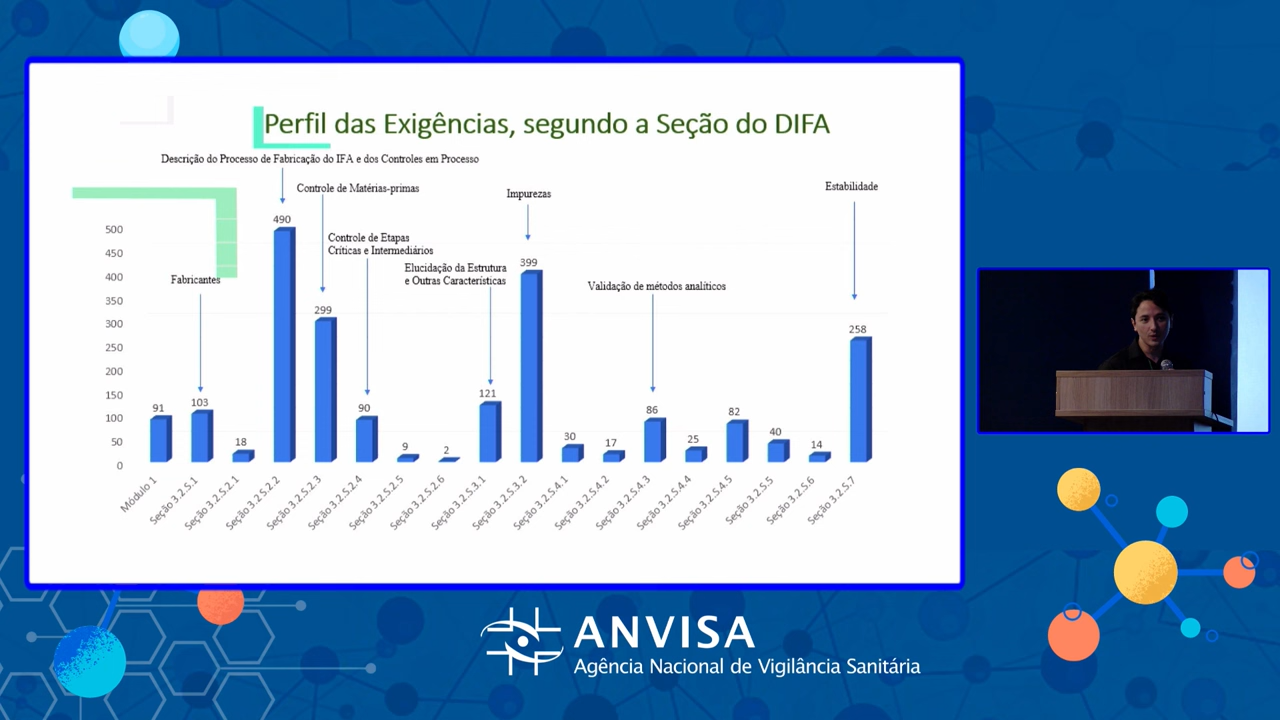 Perfil das Exigências, segundo a Seção do DIFA
Descrição do Processo de Fabricação do IFA e dos Controles em Processo
Controle de Matérias-primas
Impurezas
Estabilidade
Controle de Etapas
Críticas e Intermediários
Elucidação da Estrutura
e Outras Características
Fabricantes
Validação de métodos analíticos
500
450
400
350
300
250
200
150
100
50
0
91
103
18
490
299
90
9
2
121
399
30
17
86
25
82
40
14
258
Módulo 1
Seção 3.2.S.1
Seção 3.2.S.2.1
Seção 3.2.S.2.2
Seção 3.2.S.2.3
Seção 3.2.S.2.4
Seção 3.2.S.2.5
Seção 3.2.S.2.6
Seção 3.2.S.3.1
Seção 3.2.S.3.2
Seção 3.2.S.4.1
Seção 3.2.S.4.2
Seção 3.2.S.4.3
Seção 3.2.S.4.4
Seção 3.2.S.4.5
Seção 3.2.S.5
Seção 3.2.S.6
Seção 3.2.S.7
ANVISA
Agência Nacional de Vigilância Sanitária